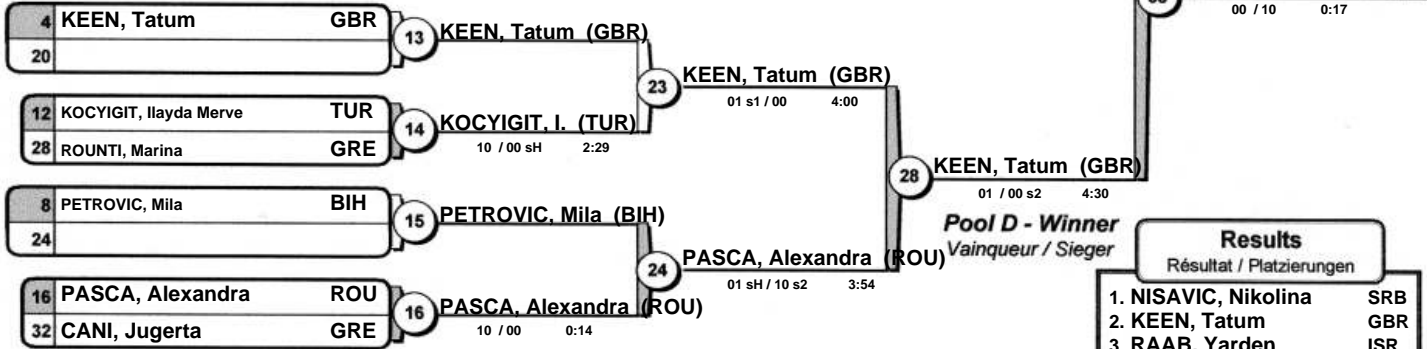 00 / 10 0:17
4 KEEN, Tatum GBR
20
13 KEEN, Tatum (GBR)
12 KOCYIGIT, Ilayda Merve TUR
28 ROUNTI, Marina GRE
14 KOCYIGIT, I. (TUR)
10 / 00 sH 2:29
23 KEEN, Tatum (GBR)
01 s1 / 00 4:00
8 PETROVIC, Mila BIH
24
15 PETROVIC, Mila (BIH)
16 PASCA, Alexandra ROU
32 CANI, Jugerta GRE
16 PASCA, Alexandra (ROU)
10 / 00 0:14
24 PASCA, Alexandra (ROU)
01 sH / 10 s2 3:54
28 KEEN, Tatum (GBR)
01 / 00 s2 4:30
Pool D - Winner
Vainqueur / Sieger
Results
Résultat / Platzierungen
1. NISAVIC, Nikolina SRB
2. KEEN, Tatum GBR
3. RAAB, Yarden ISR